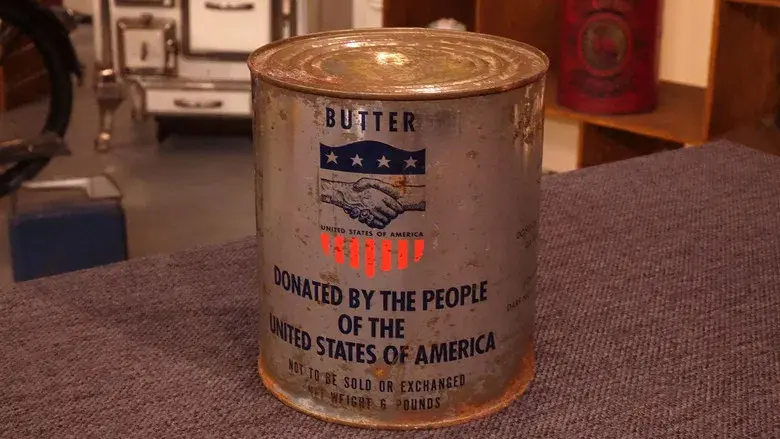 BUTTER
UNITED STATES OF AMERICA
DONATED BY THE PEOPLE
OF THE
UNITED STATES OF AMERICA
NOT TO BE SOLD OR EXCHANGED
NET WEIGHT 6 POUNDS